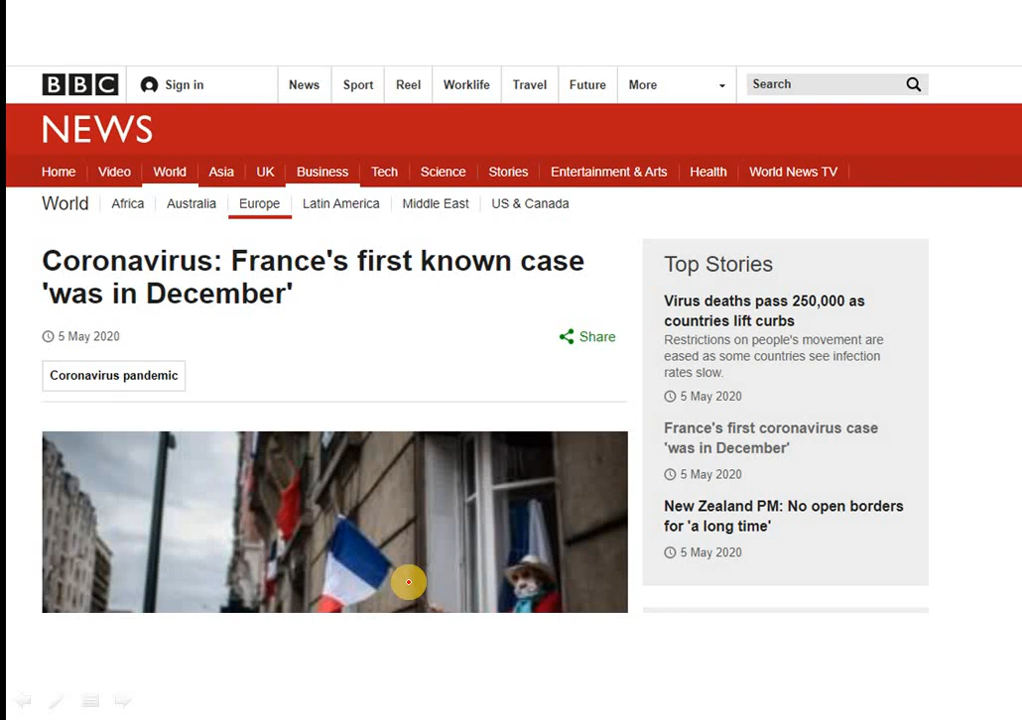 BBC
Sign in
News
Sport
Reel
Worklife
Travel
Future
More
Search
NEWS
Home
Video
World
Asia
UK
Business
Tech
Science
Stories
Entertainment & Arts
Health
World News TV
World
Africa
Australia
Europe
Latin America
Middle East
US & Canada
Coronavirus: France's first known case
'was in December'
5 May 2020
Share
Coronavirus pandemic
Top Stories
Virus deaths pass 250,000 as
countries lift curbs
Restrictions on people's movement are
eased as some countries see infection
rates slow.
5 May 2020
France's first coronavirus case
'was in December'
5 May 2020
New Zealand PM: No open borders
for 'a long time'
5 May 2020